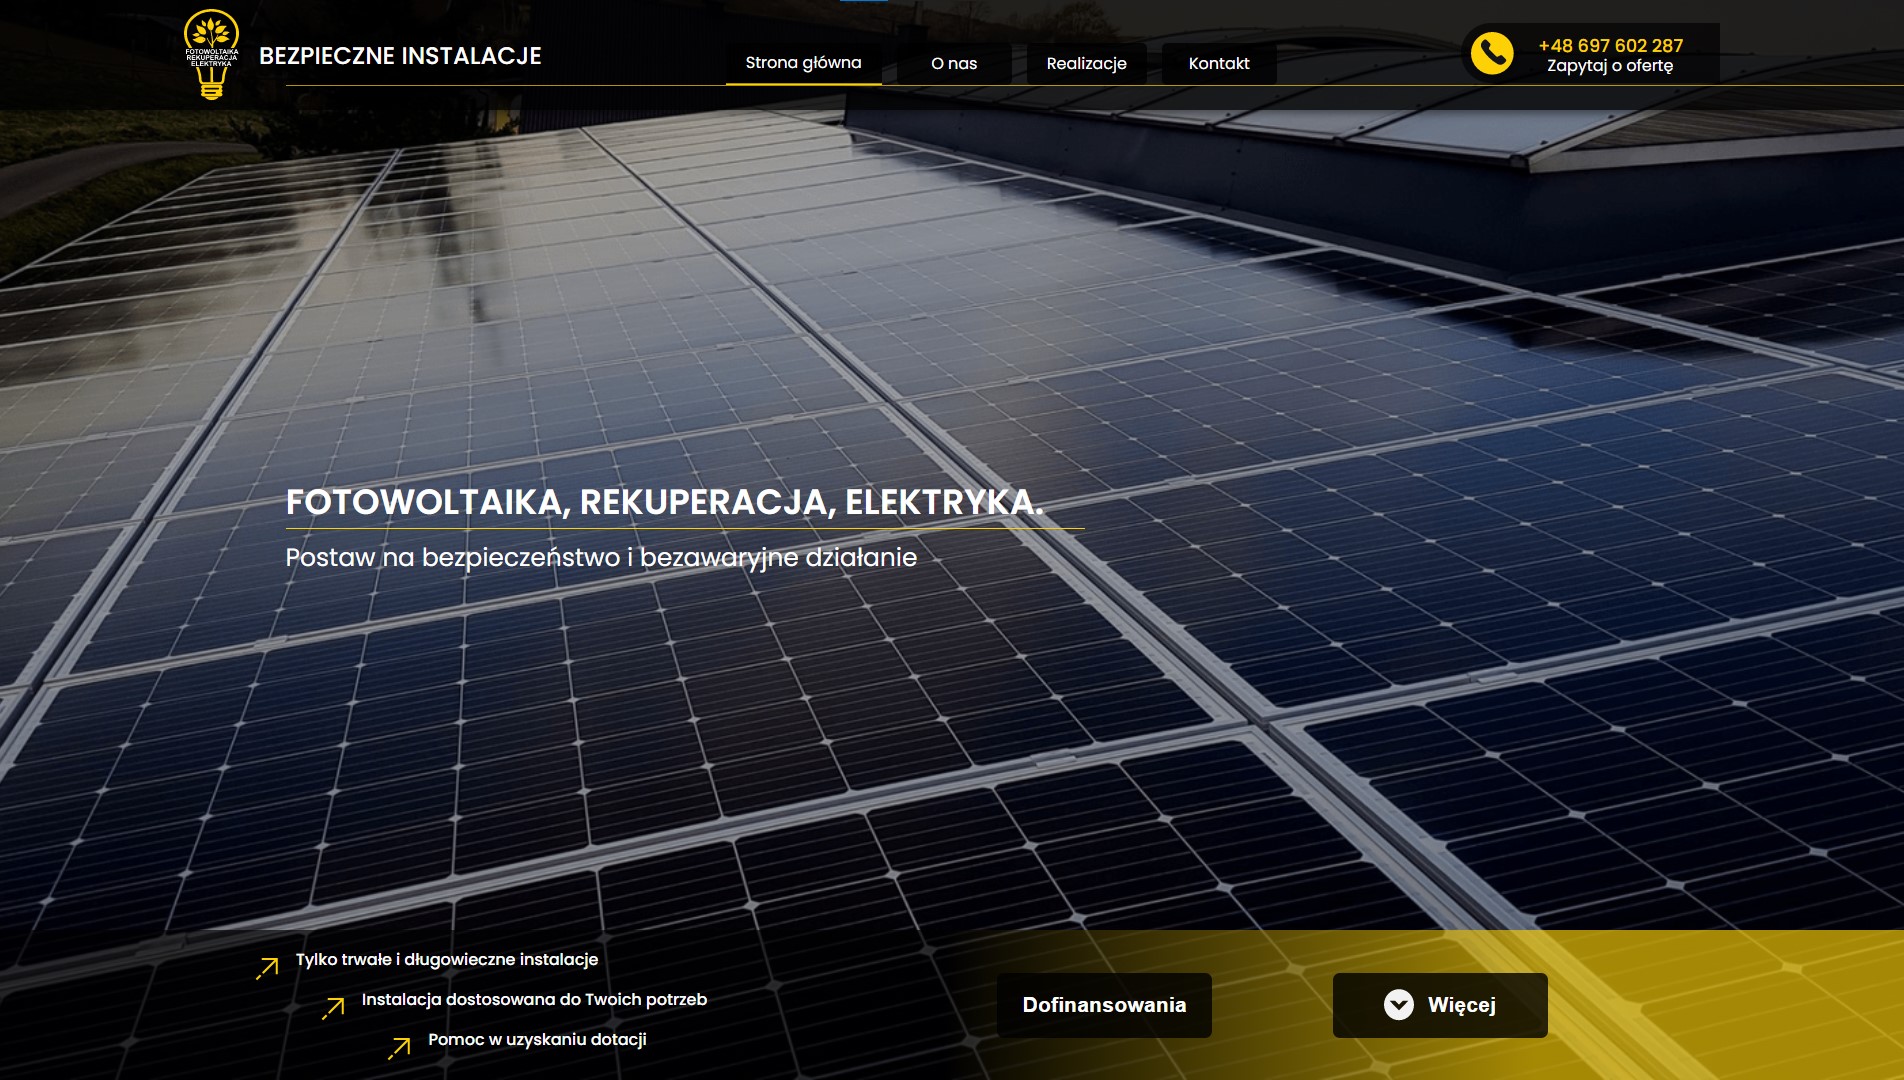 FOTOWOLTAIKA
REKUPERACJA
ELEKTRYKA
BEZPIECZNE INSTALACJE
Strona główna
O nas
Realizacje
Kontakt
+48 697 602 287
Zapytaj o ofertę
FOTOWOLTAIKA, REKUPERACJA, ELEKTRYKA.
Postaw na bezpieczeństwo i bezawaryjne działanie
Tylko trwałe i długowieczne instalacje
Instalacja dostosowana do Twoich potrzeb
Pomoc w uzyskaniu dotacji
Dofinansowania
Więcej